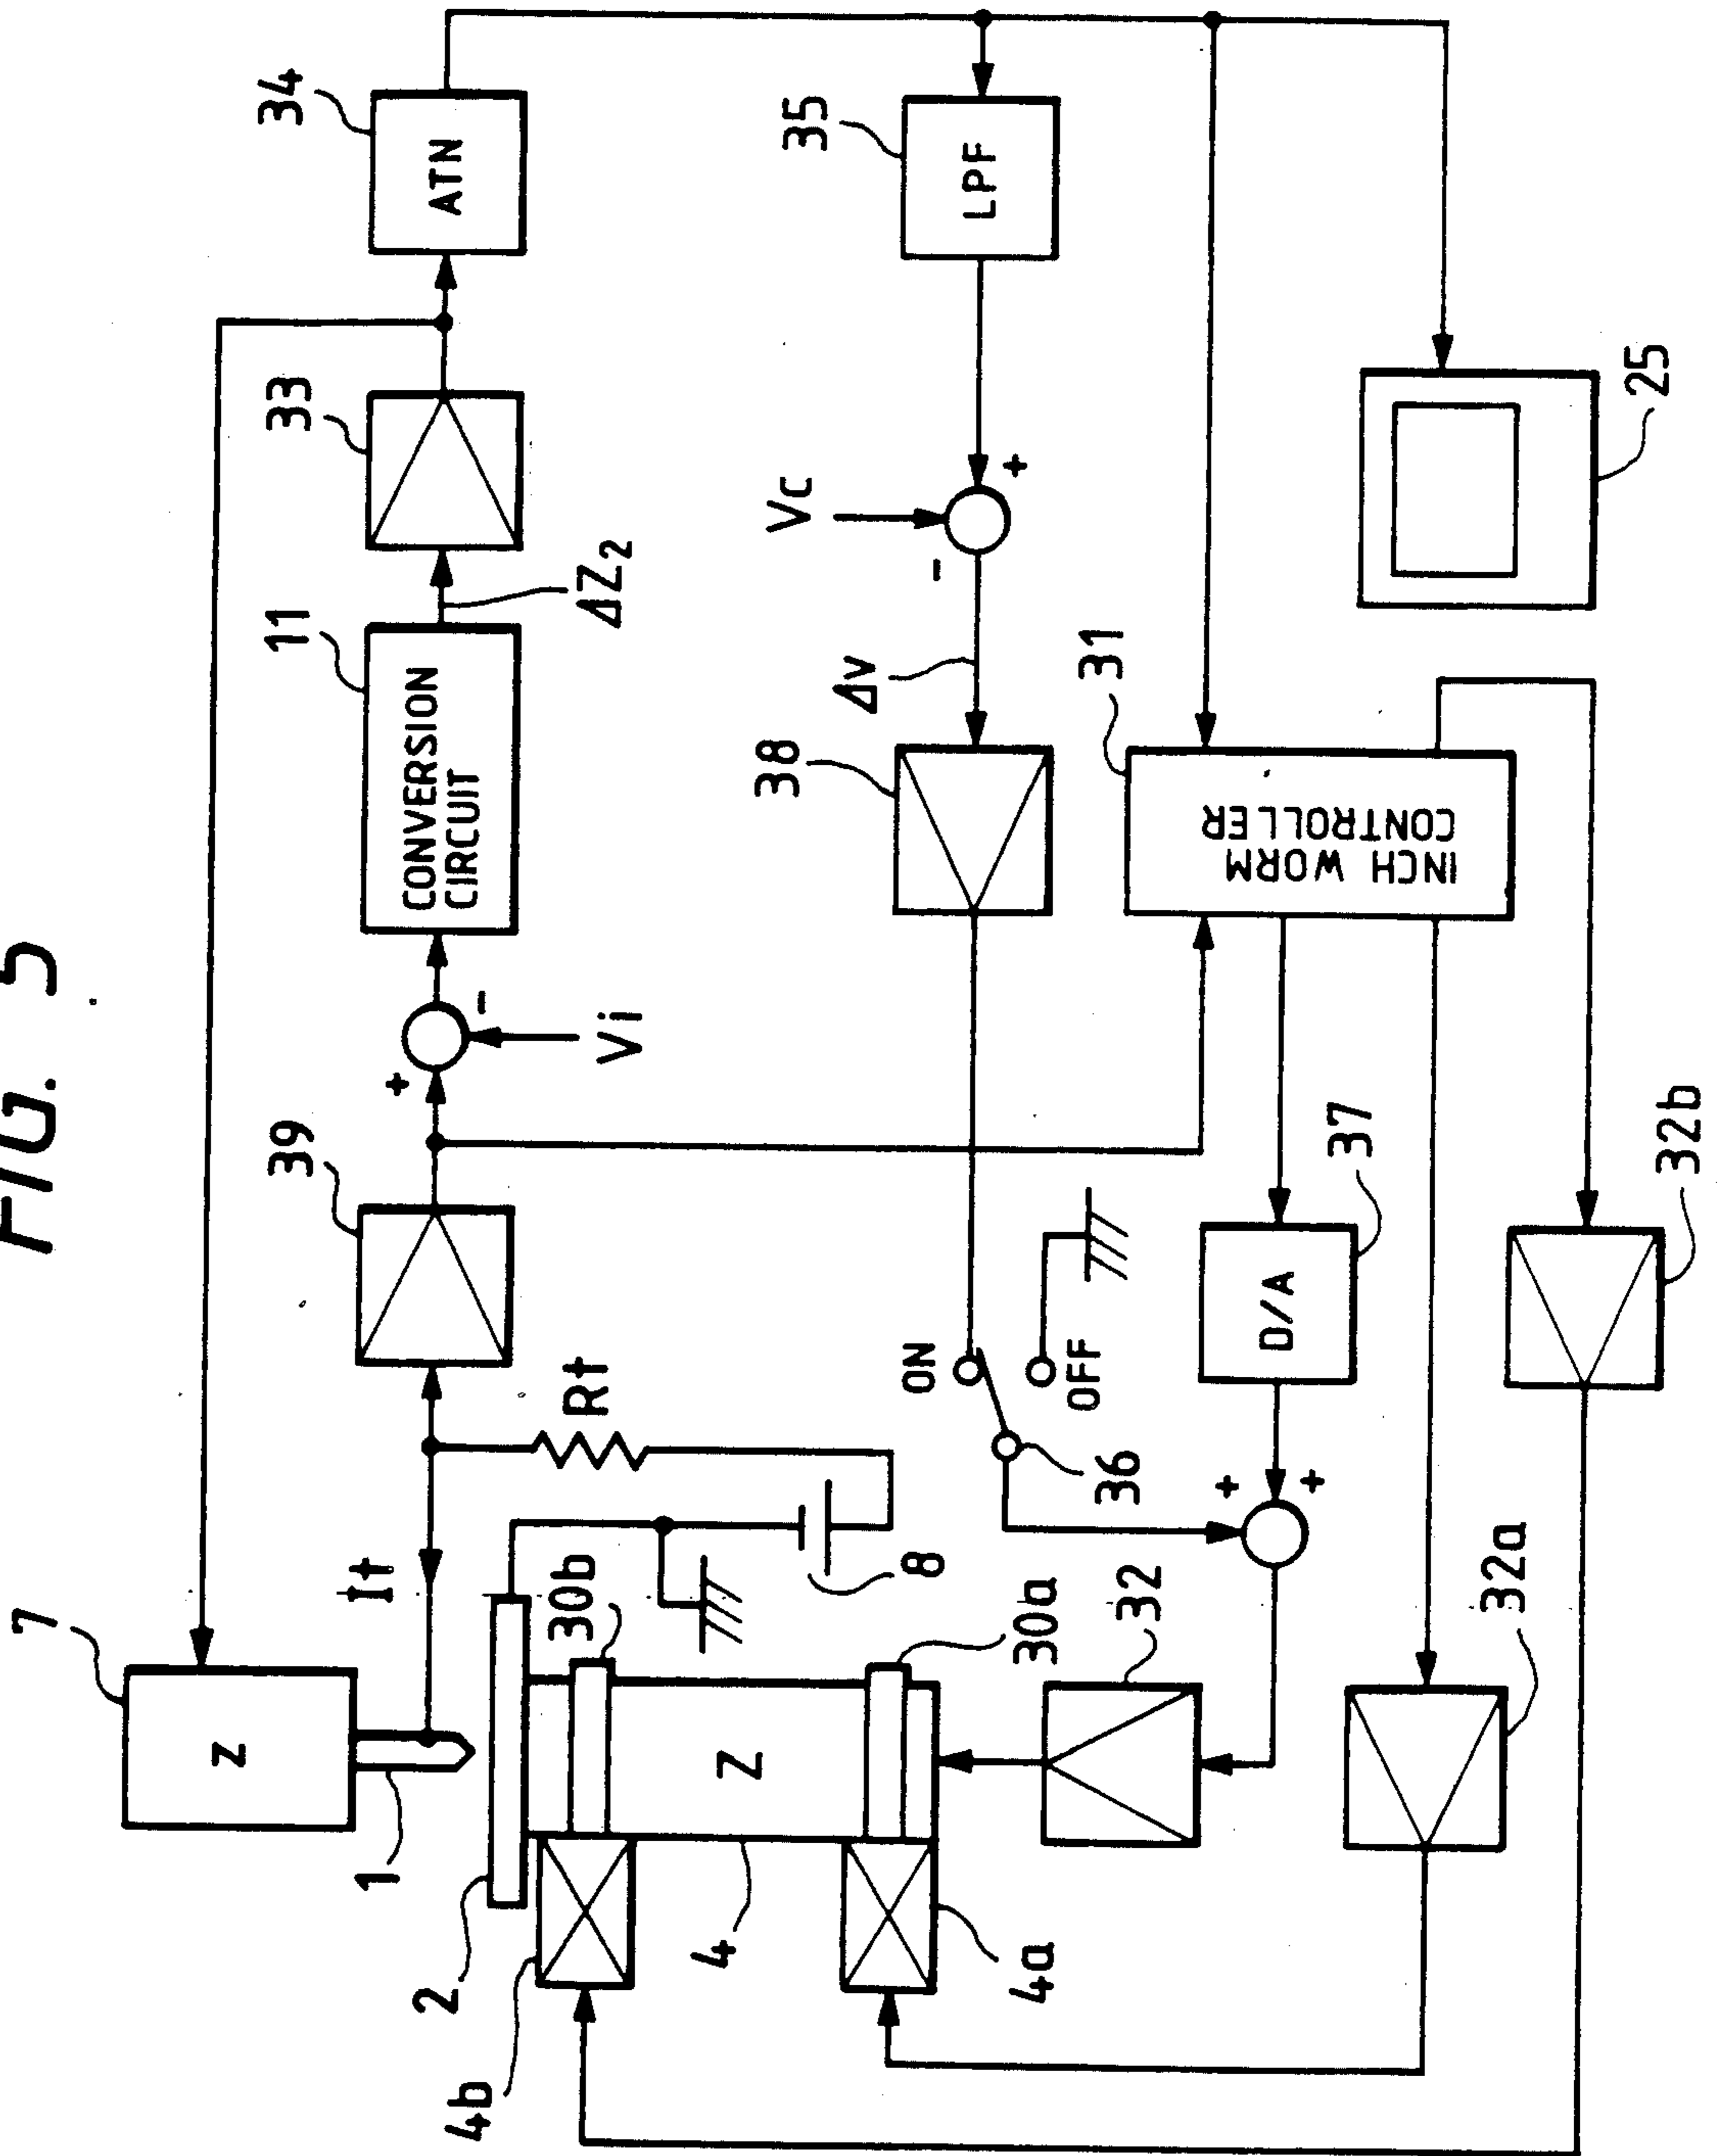 FIG. 5
7
Z
1
It
2
4b
30b
Z
4
4a
30a
8
Rt
39
+
-
Vi
CONVERSION
CIRCUIT
11
ΔZ₂
33
34
ATN
35
LPF
Vc
+
-
Δv
38
ON
OFF
36
+
+
32
D/A
37
INCH WORM
CONTROLLER
31
32a
32b
25